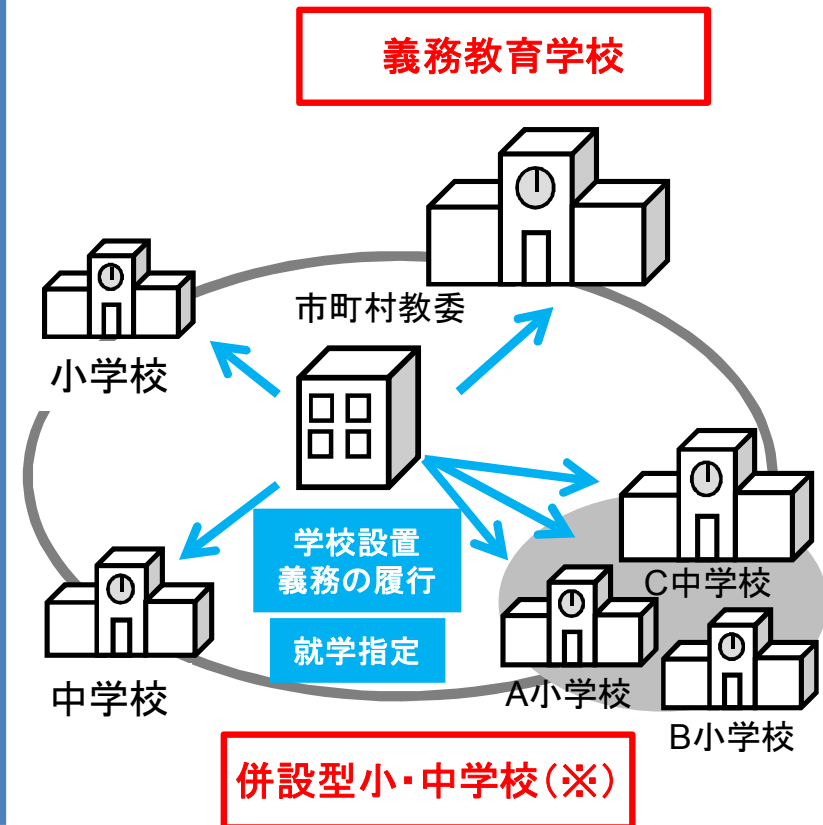 義務教育学校
市町村教委
小学校
学校設置
義務の履行
就学指定
C中学校
A小学校
B小学校
中学校
併設型小・中学校(※)